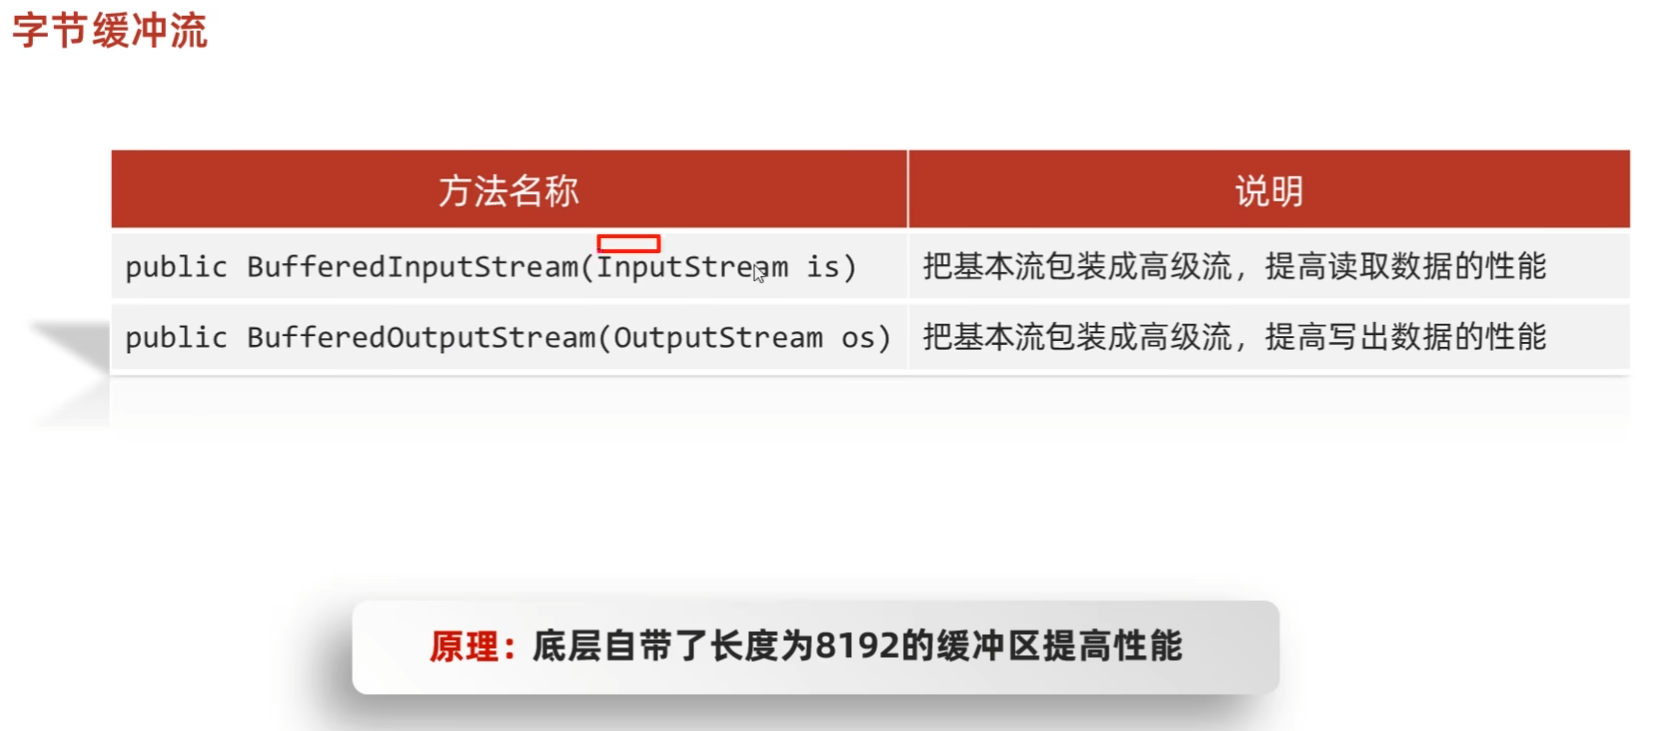 字节缓冲流
方法名称 说明
public BufferedInputStream(InputStream is) 把基本流包装成高级流，提高读取数据的性能
public BufferedOutputStream(OutputStream os) 把基本流包装成高级流，提高写出数据的性能
原理：底层自带了长度为8192的缓冲区提高性能